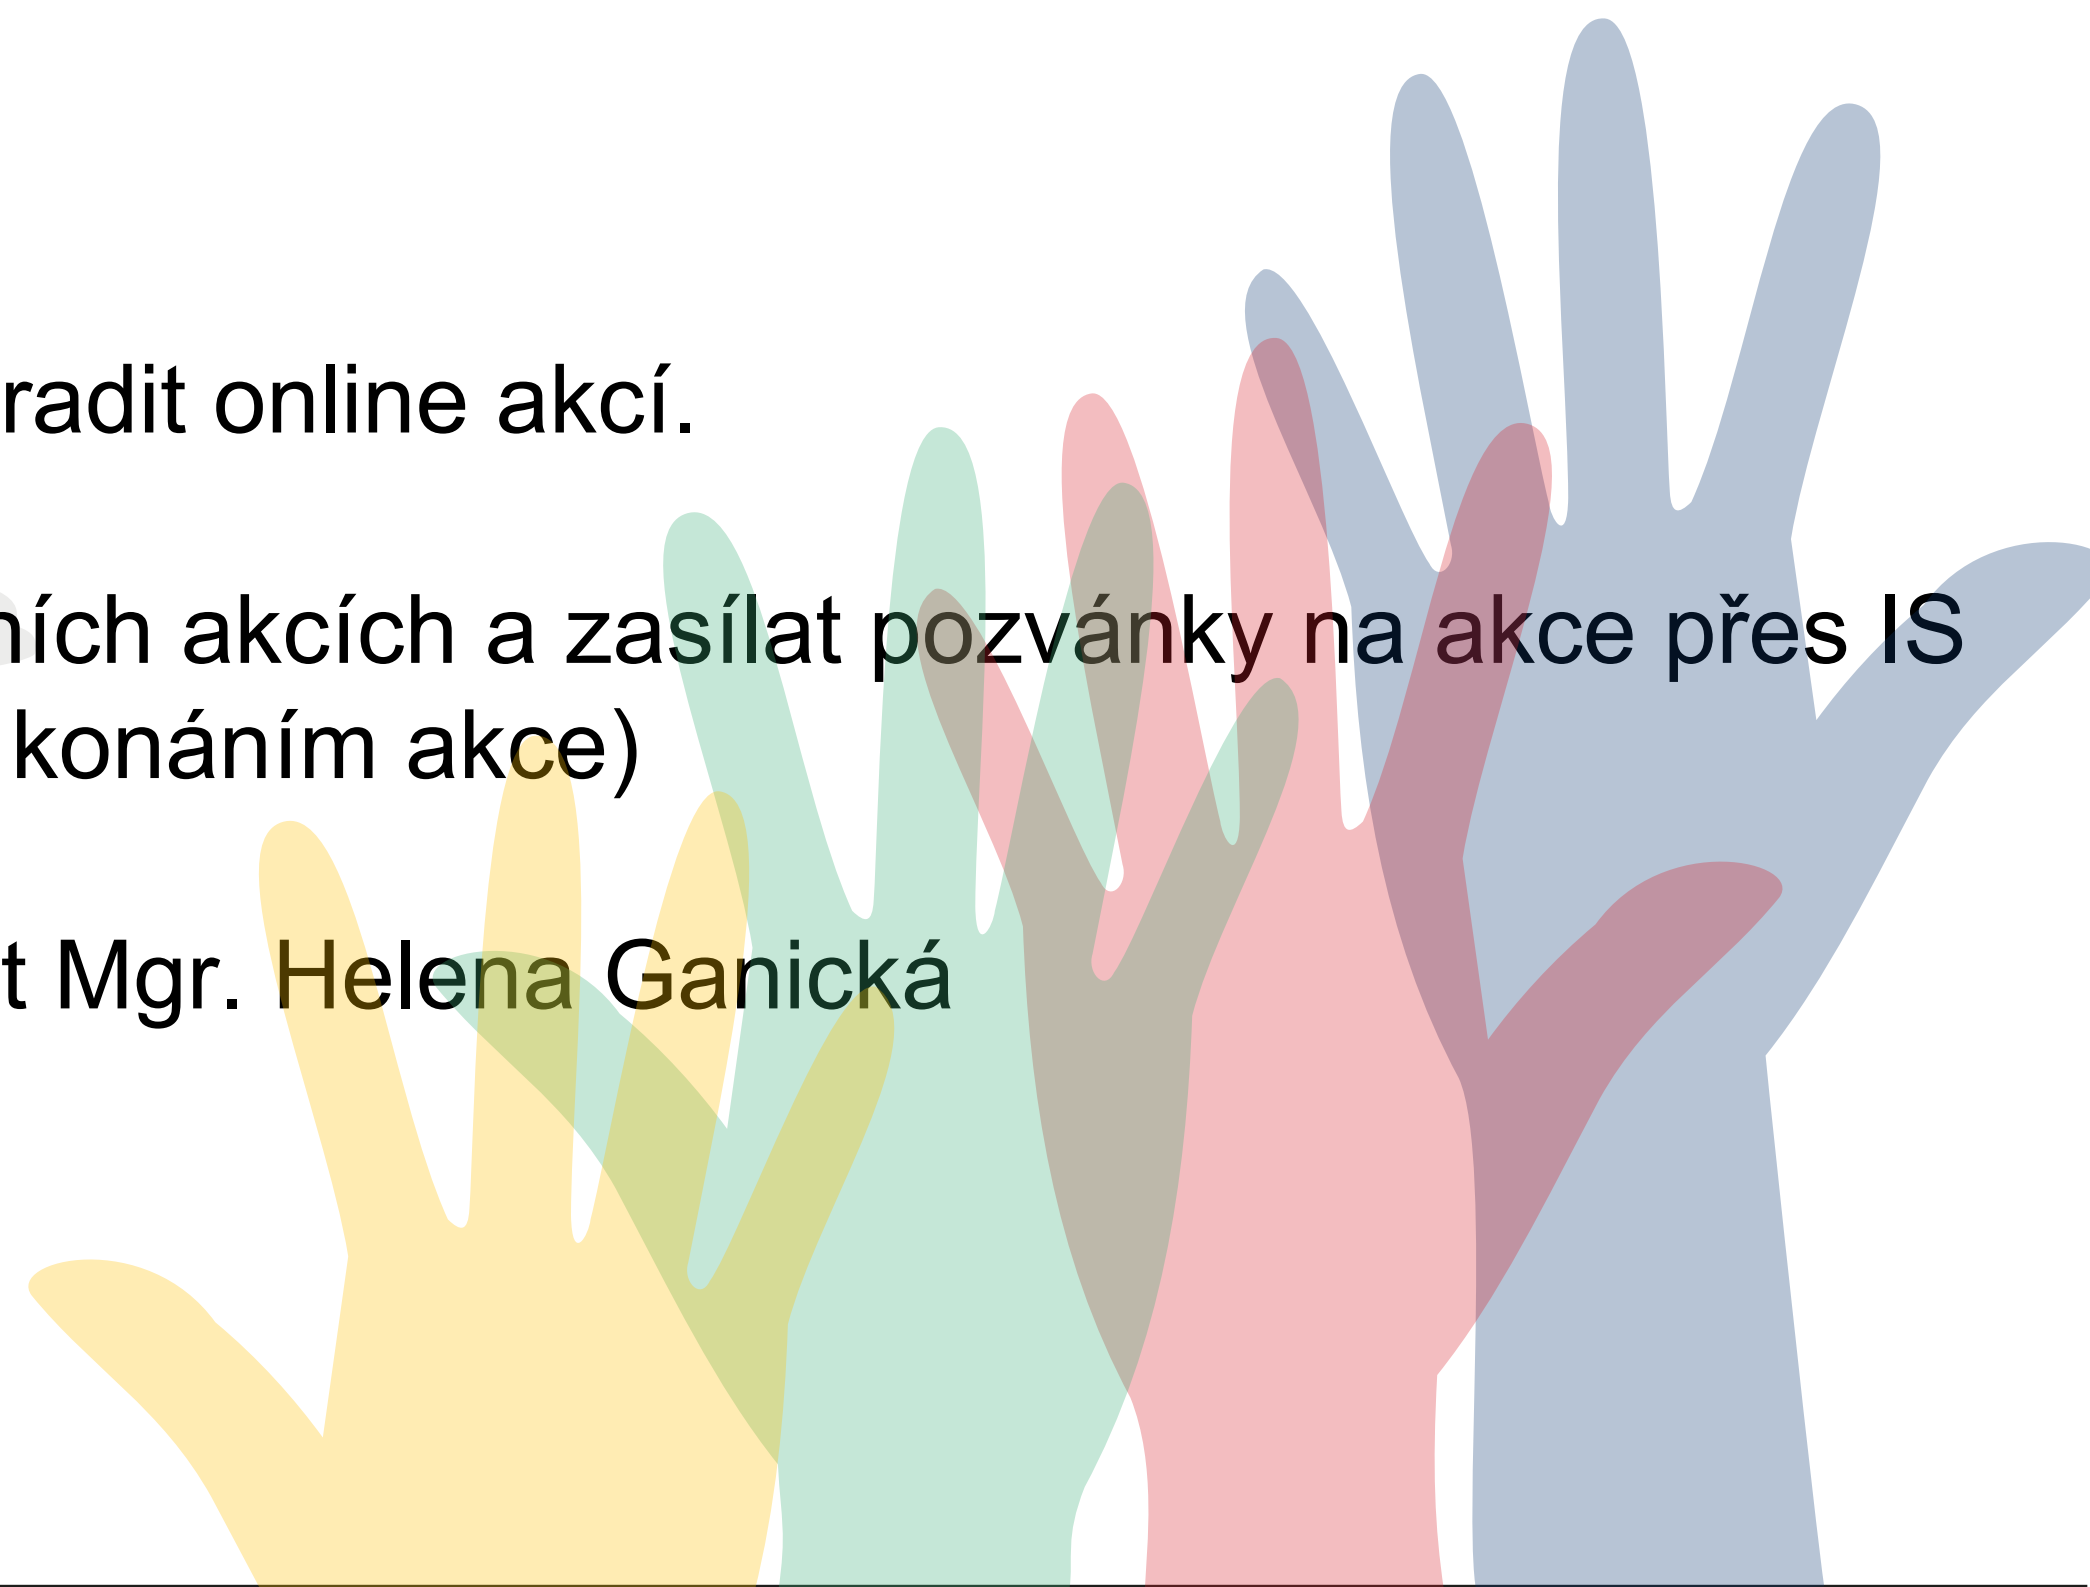 radit online akcí.
ních akcích a zasílat pozvánky na akce přes IS
konáním akce)
t Mgr. Helena Ganická